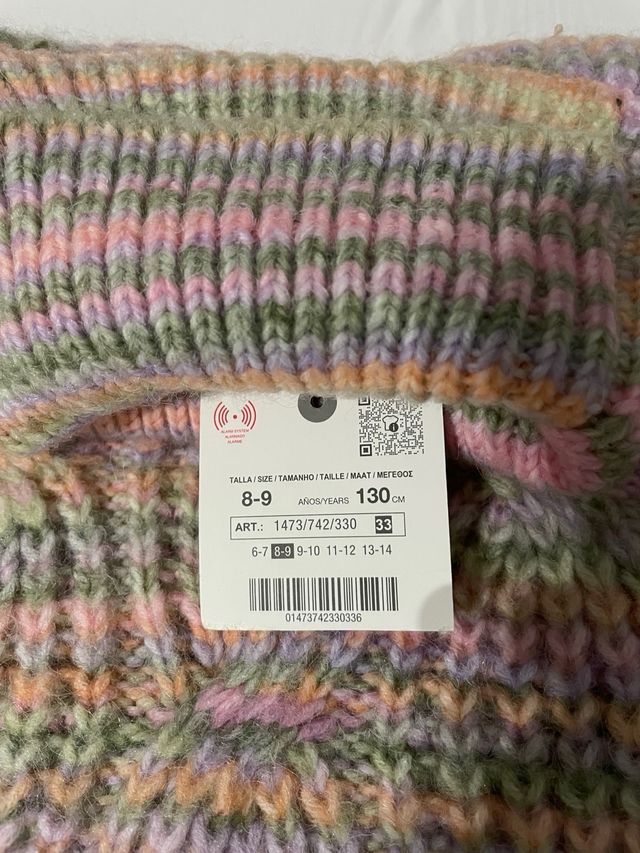 ALARM SYSTEM
ALARMADO
ALARME
TALLA / SIZE / TAMANHO / TAILLE / MAAT / ΜΕΓΕΘΟΣ
8-9 AÑOS/YEARS 130 CM
ART.: 1473/742/330 33
6-7 8-9 9-10 11-12 13-14
01473742330336